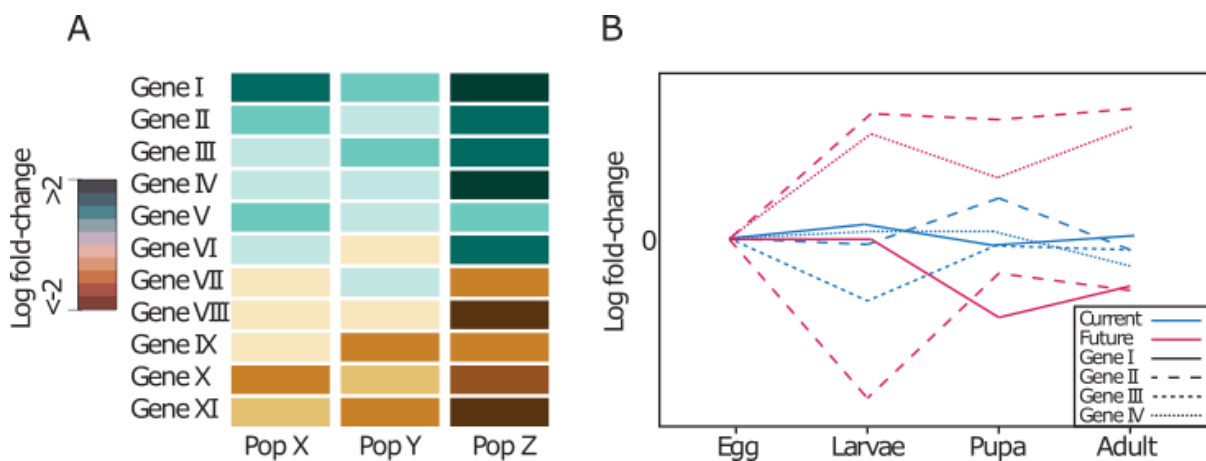 A
Gene I
Gene II
Gene III
Gene IV
Gene V
Gene VI
Gene VII
Gene VIII
Gene IX
Gene X
Gene XI
Pop X Pop Y Pop Z
Log fold-change
>2
<-2
B
Log fold-change
0
Egg Larvae Pupa Adult
Current
Future
Gene I
Gene II
Gene III
Gene IV